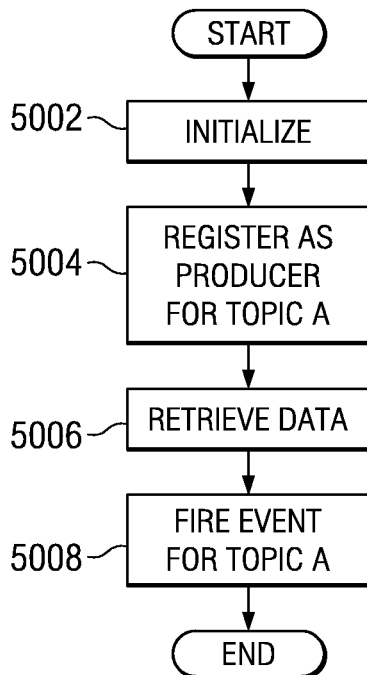 START
5002
INITIALIZE
5004
REGISTER AS
PRODUCER
FOR TOPIC A
5006
RETRIEVE DATA
5008
FIRE EVENT
FOR TOPIC A
END